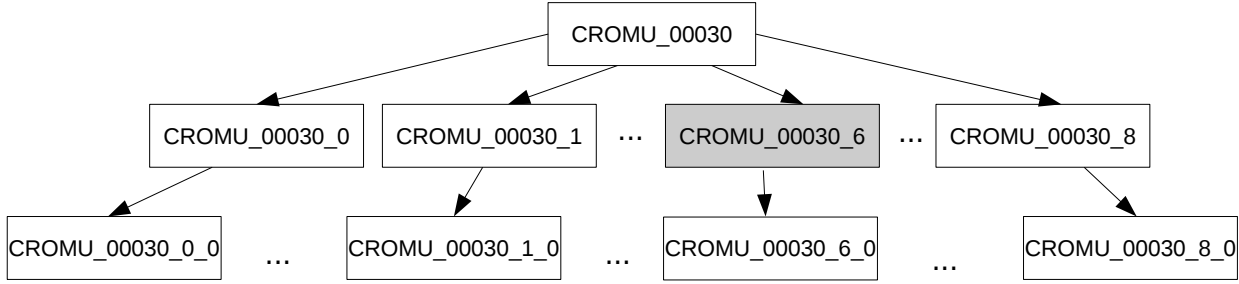 CROMU_00030
CROMU_00030_0
CROMU_00030_1
...
CROMU_00030_6
...
CROMU_00030_8
CROMU_00030_0_0
...
CROMU_00030_1_0
...
CROMU_00030_6_0
...
CROMU_00030_8_0